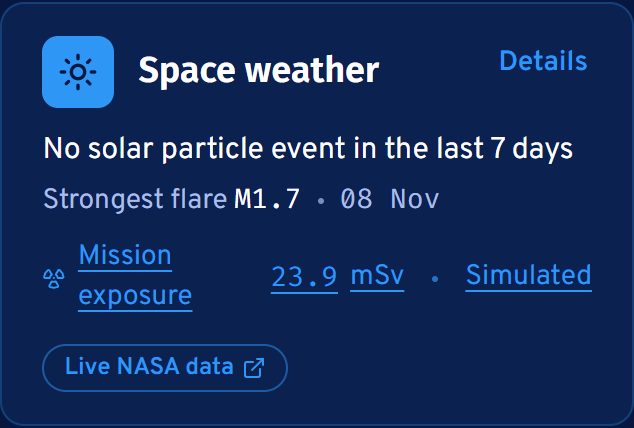 Space weather
Details
No solar particle event in the last 7 days
Strongest flare M1.7 • 08 Nov
Mission
exposure
23.9 mSv • Simulated
Live NASA data